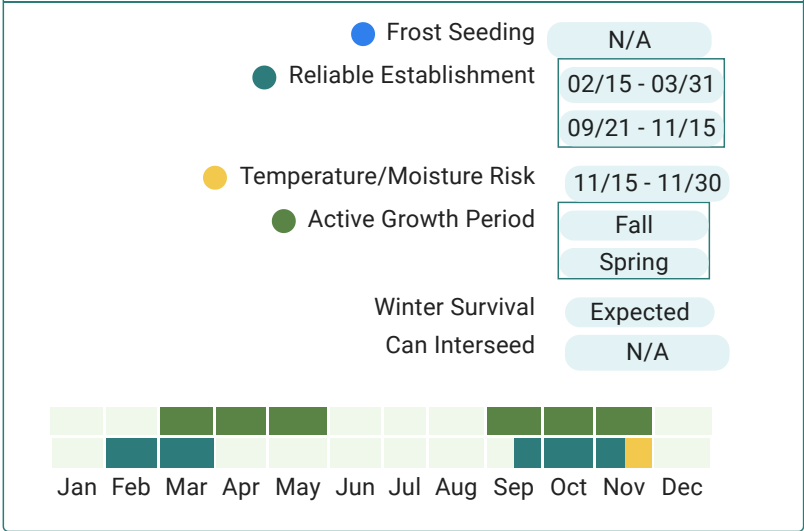 Frost Seeding N/A
Reliable Establishment 02/15 - 03/31
09/21 - 11/15
Temperature/Moisture Risk 11/15 - 11/30
Active Growth Period Fall
Spring
Winter Survival Expected
Can Interseed N/A
Jan Feb Mar Apr May Jun Jul Aug Sep Oct Nov Dec